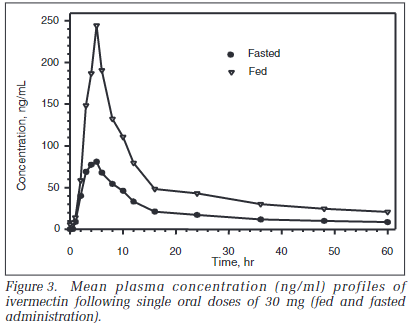 250
200
150
100
50
0
Concentration, ng/mL
Fasted
Fed
0 10 20 30 40 50 60
Time, hr
Figure 3. Mean plasma concentration (ng/ml) profiles of
ivermectin following single oral doses of 30 mg (fed and fasted
administration).